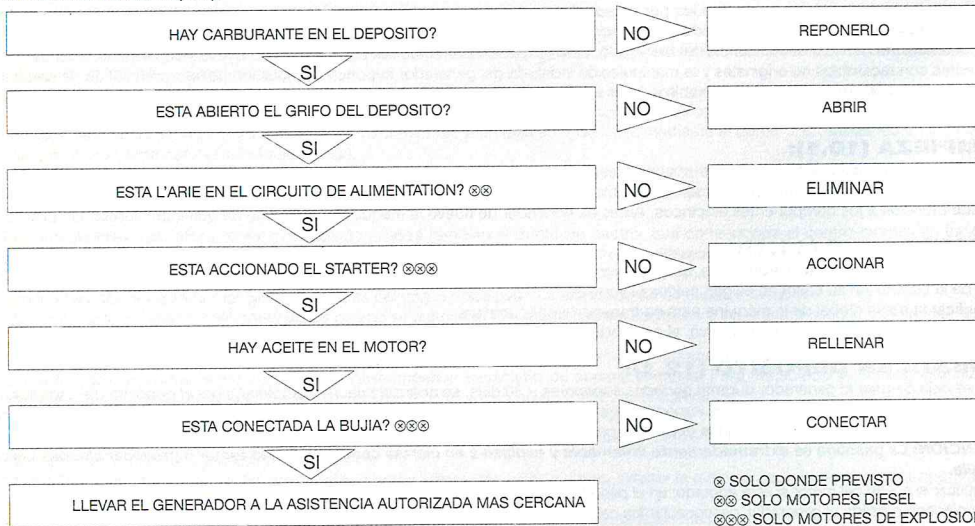 HAY CARBURANTE EN EL DEPOSITO? NO REPONERLO
SI
ESTA ABIERTO EL GRIFO DEL DEPOSITO? NO ABRIR
SI
ESTA L'ARIE EN EL CIRCUITO DE ALIMENTATION? ⊗⊗ NO ELIMINAR
SI
ESTA ACCIONADO EL STARTER? ⊗⊗⊗ NO ACCIONAR
SI
HAY ACEITE EN EL MOTOR? NO RELLENAR
SI
ESTA CONECTADA LA BUJIA? ⊗⊗⊗ NO CONECTAR
SI
LLEVAR EL GENERADOR A LA ASISTENCIA AUTORIZADA MAS CERCANA
⊗ SOLO DONDE PREVISTO
⊗⊗ SOLO MOTORES DIESEL
⊗⊗⊗ SOLO MOTORES DE EXPLOSION